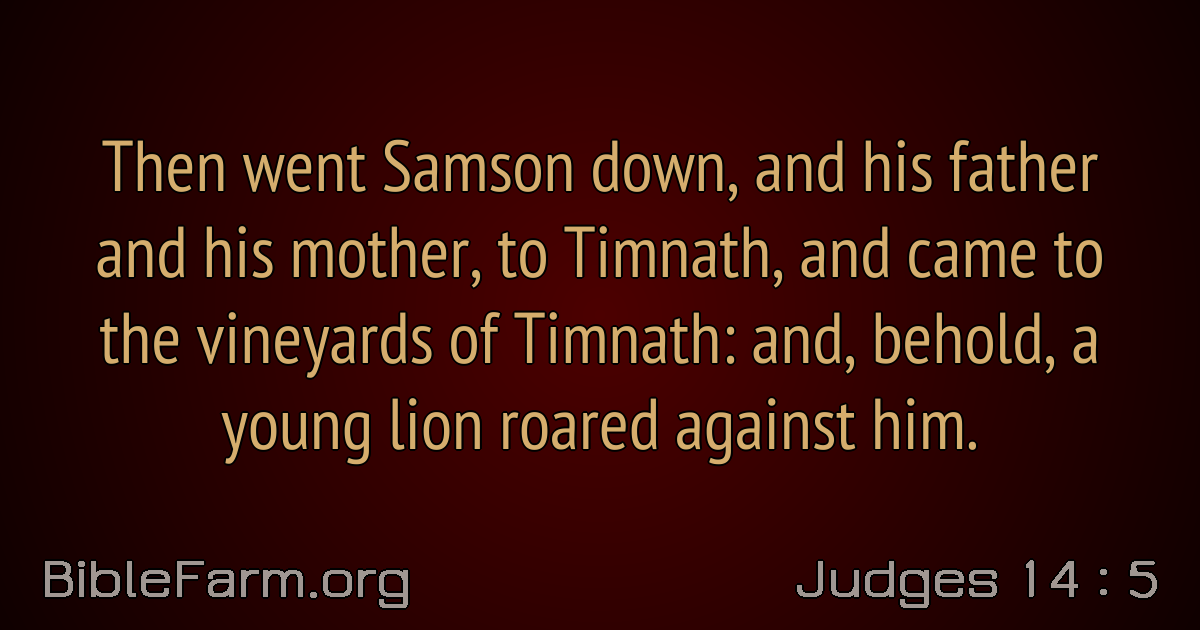 Then went Samson down, and his father
and his mother, to Timnath, and came to
the vineyards of Timnath: and, behold, a
young lion roared against him.
BibleFarm.org
Judges 14 : 5